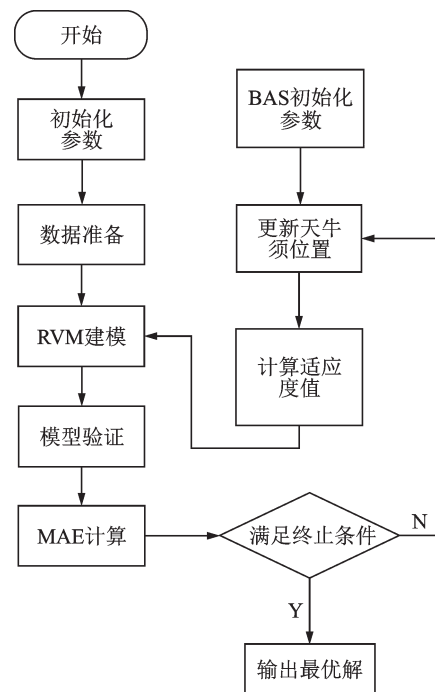 开始
初始化
参数
数据准备
RVM建模
模型验证
MAE计算
BAS初始化
参数
更新天牛
须位置
计算适应
度值
满足终止条件
N
Y
输出最优解